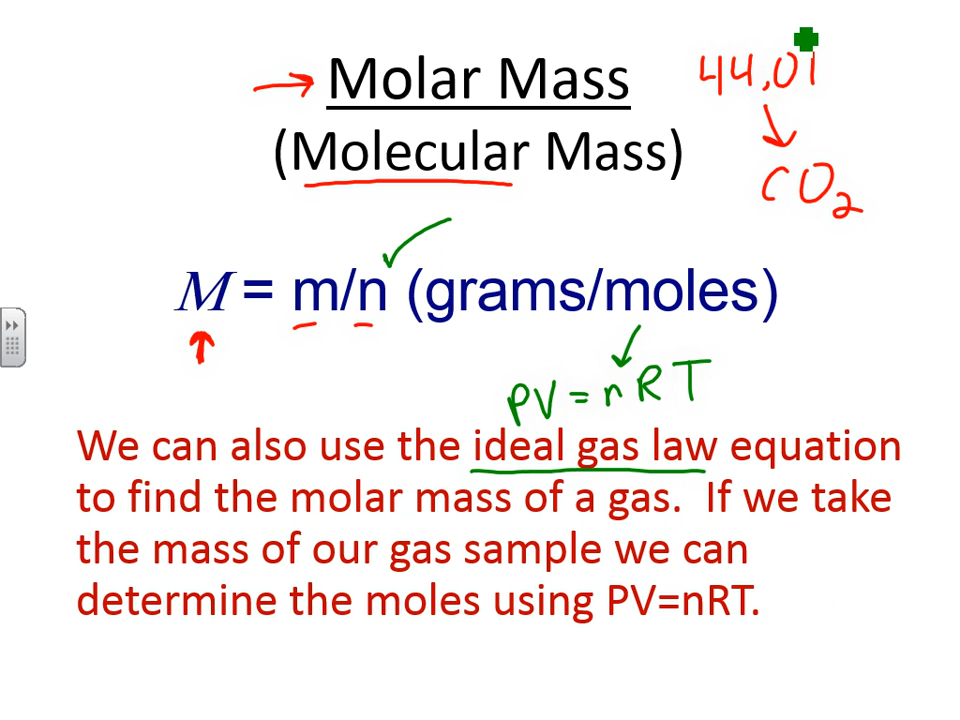 Molar Mass
44,01
(Molecular Mass)
CO₂
M = m/n (grams/moles)
PV = nRT
We can also use the ideal gas law equation
to find the molar mass of a gas. If we take
the mass of our gas sample we can
determine the moles using PV=nRT.